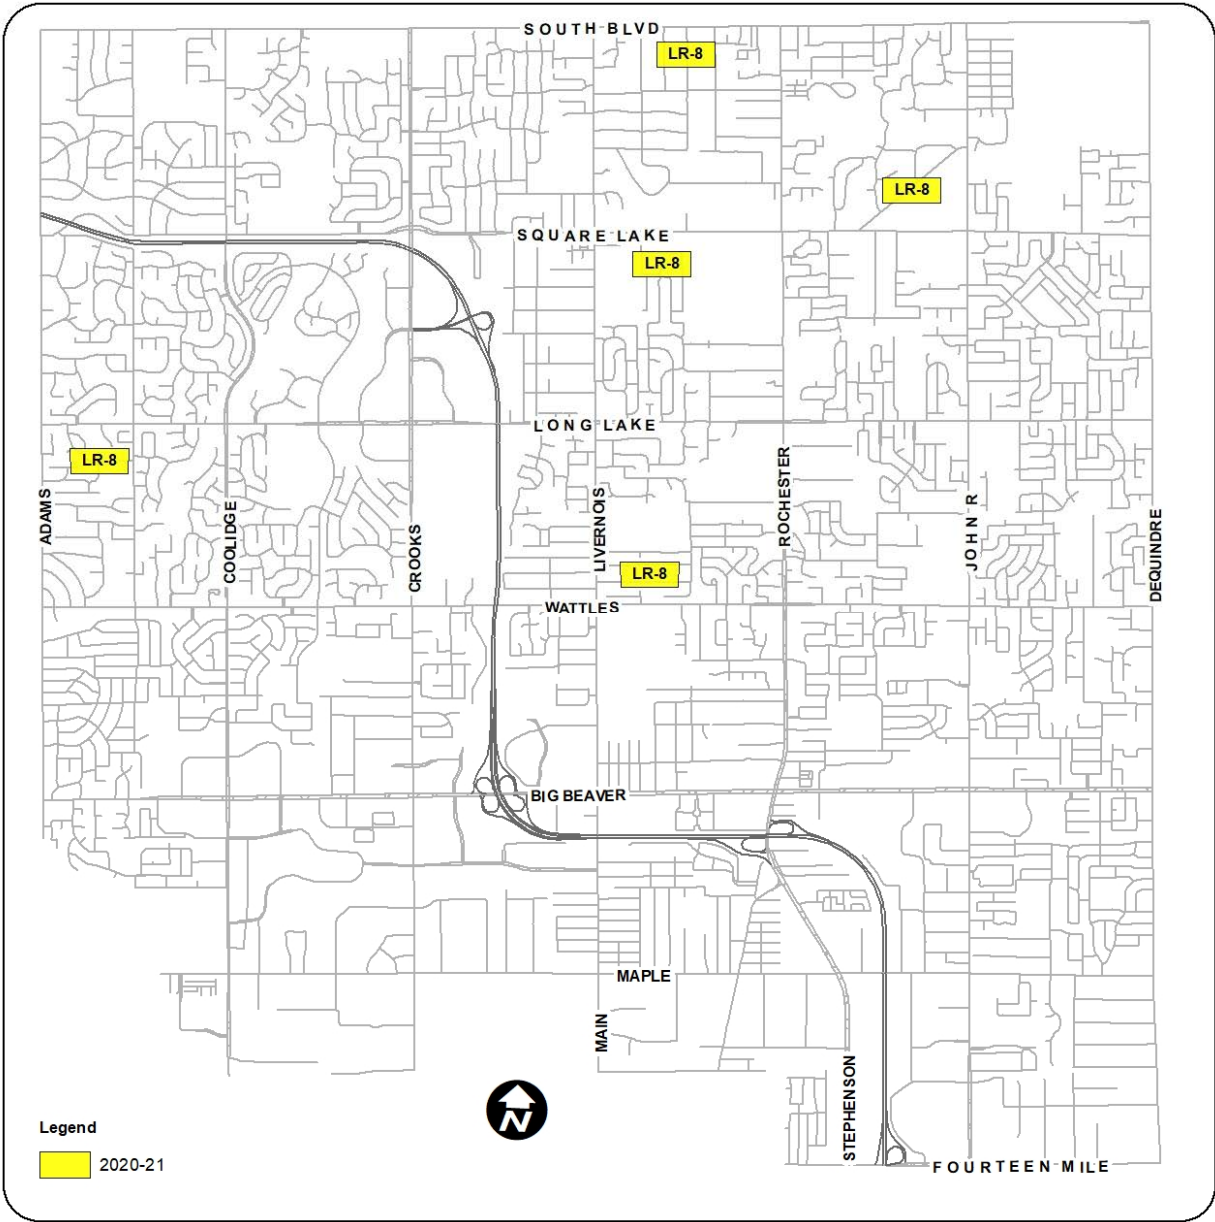 SOUTH BLVD
LR-8
LR-8
SQUARE LAKE
LR-8
LONG LAKE
LR-8
ADAMS
COOLIDGE
CROOKS
LIVERNOIS
ROCHESTER
JOHN R
DEQUINDRE
LR-8
WATTLES
BIG BEAVER
MAPLE
MAIN
STEPHENSON
N
Legend
2020-21
FOURTEEN MILE